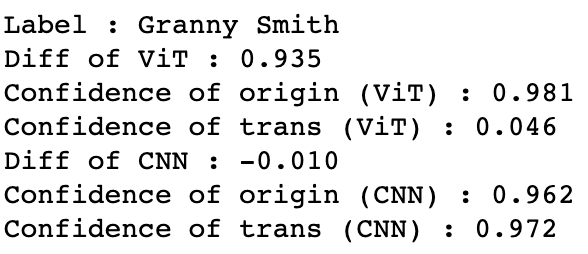 Label : Granny Smith
Diff of ViT : 0.935
Confidence of origin (ViT) : 0.981
Confidence of trans (ViT) : 0.046
Diff of CNN : -0.010
Confidence of origin (CNN) : 0.962
Confidence of trans (CNN) : 0.972